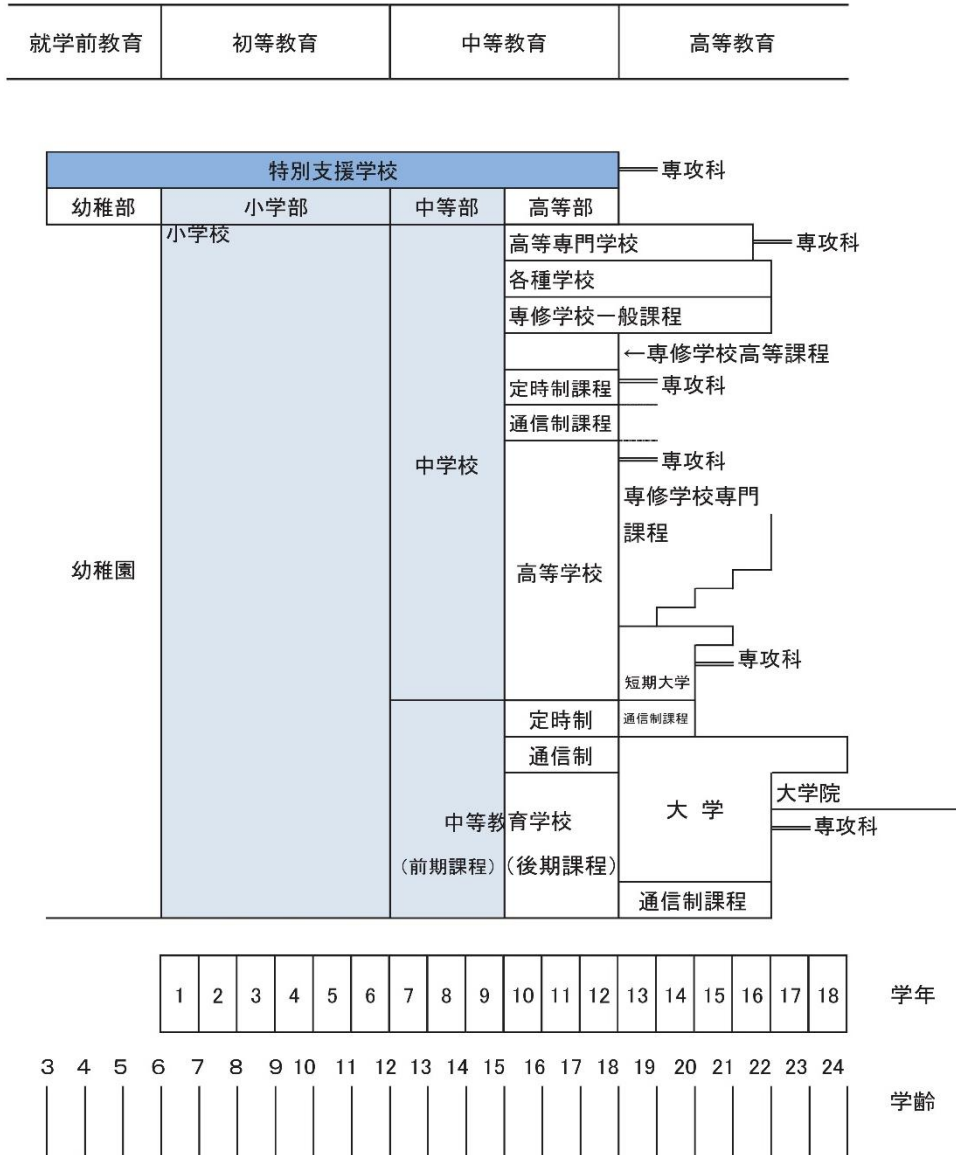 就学前教育 初等教育 中等教育 高等教育
特別支援学校
専攻科
幼稚部 小学部 中等部 高等部
小学校
高等専門学校
専攻科
各種学校
専修学校一般課程
←専修学校高等課程
定時制課程
専攻科
通信制課程
中学校
専攻科
専修学校専門
課程
幼稚園
高等学校
専攻科
短期大学
定時制
通信制課程
通信制
大学
大学院
中等教育学校
専攻科
(前期課程) (後期課程)
通信制課程
1 2 3 4 5 6 7 8 9 10 11 12 13 14 15 16 17 18 学年
3 4 5 6 7 8 9 10 11 12 13 14 15 16 17 18 19 20 21 22 23 24
学齢